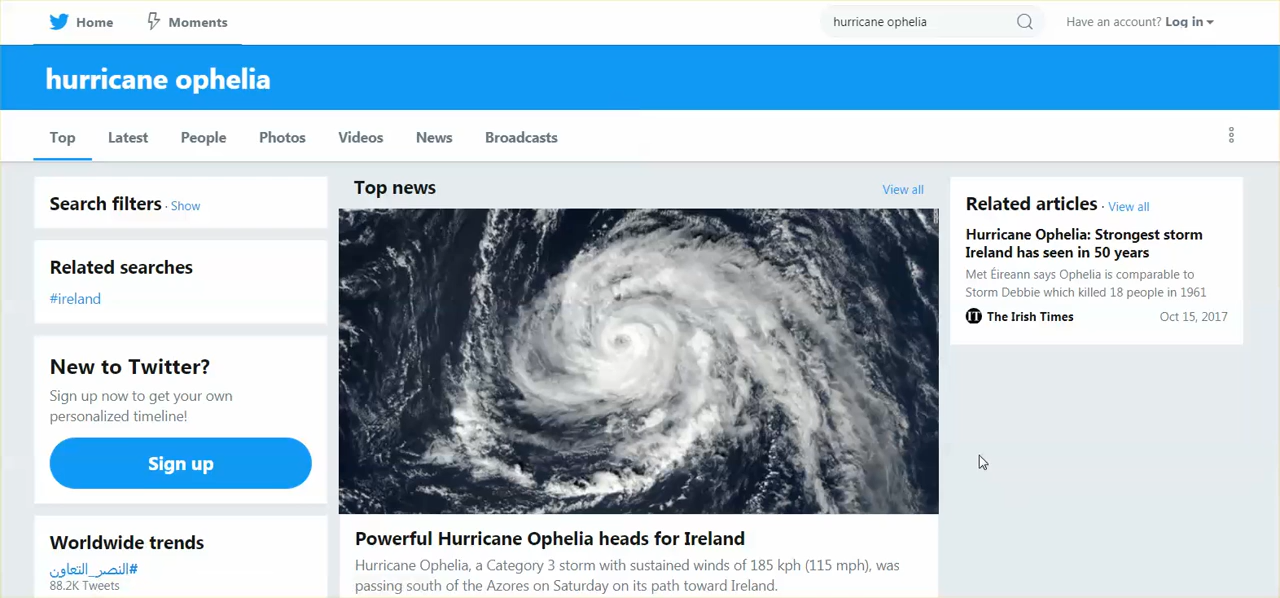 Home
Moments
hurricane ophelia
Have an account? Log in
hurricane ophelia
Top
Latest
People
Photos
Videos
News
Broadcasts
Search filters · Show
Related searches
#ireland
New to Twitter?
Sign up now to get your own
personalized timeline!
Sign up
Worldwide trends
#النصر_التعاون
88.2K Tweets
Top news
View all
Powerful Hurricane Ophelia heads for Ireland
Hurricane Ophelia, a Category 3 storm with sustained winds of 185 kph (115 mph), was
passing south of the Azores on Saturday on its path toward Ireland.
Related articles · View all
Hurricane Ophelia: Strongest storm
Ireland has seen in 50 years
Met Éireann says Ophelia is comparable to
Storm Debbie which killed 18 people in 1961
IT The Irish Times
Oct 15, 2017